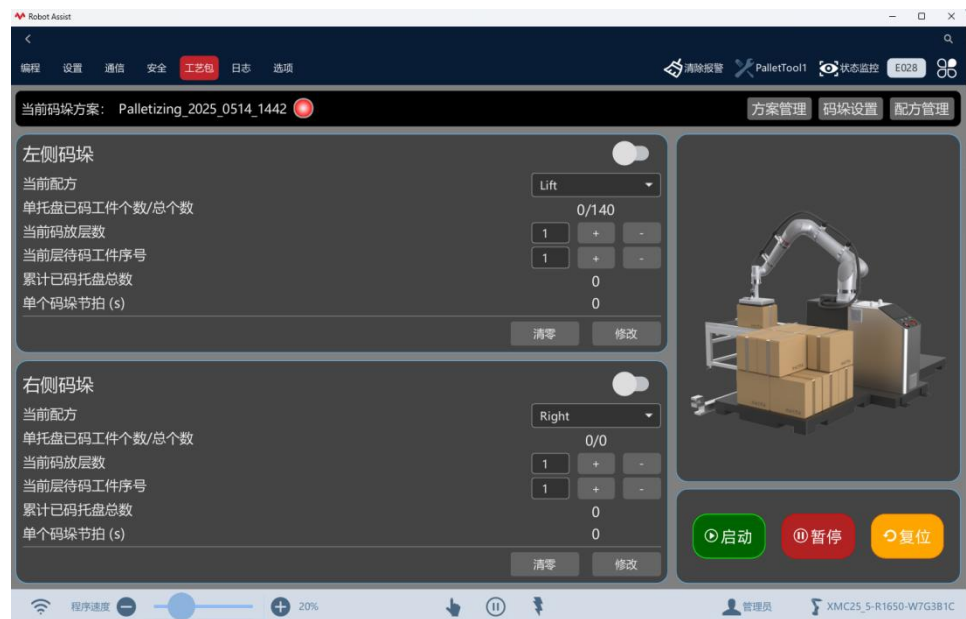 Robot Assist
编程 设置 通信 安全 工艺包 日志 选项 清除报警 PalletTool1 状态监控 E028
当前码垛方案： Palletizing_2025_0514_1442 方案管理 码垛设置 配方管理
左侧码垛
当前配方 Lift
单托盘已码工件个数/总个数 0/140
当前码放层数 1 + -
当前层待码工件序号 1 + -
累计已码托盘总数 0
单个码垛节拍 (s) 0
清零 修改
右侧码垛
当前配方 Right
单托盘已码工件个数/总个数 0/0
当前码放层数 1 + -
当前层待码工件序号 1 + -
累计已码托盘总数 0
单个码垛节拍 (s) 0
清零 修改
启动 暂停 复位
程序速度 20% 管理员 XMC25_5-R1650-W7G3B1C